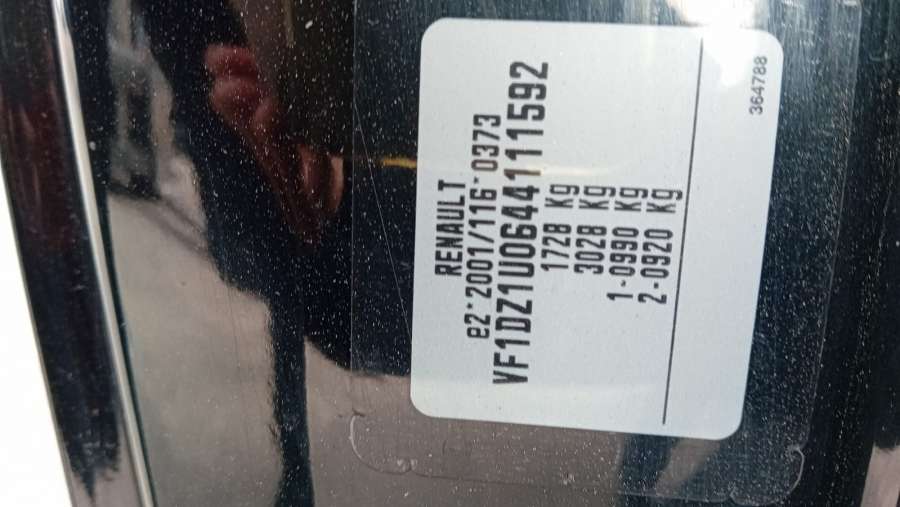 RENAULT
e2*2001/116*0373
VF1DZ1U0644111592
1728 Kg
3028 Kg
1-0990 Kg
2-0920 Kg
364788